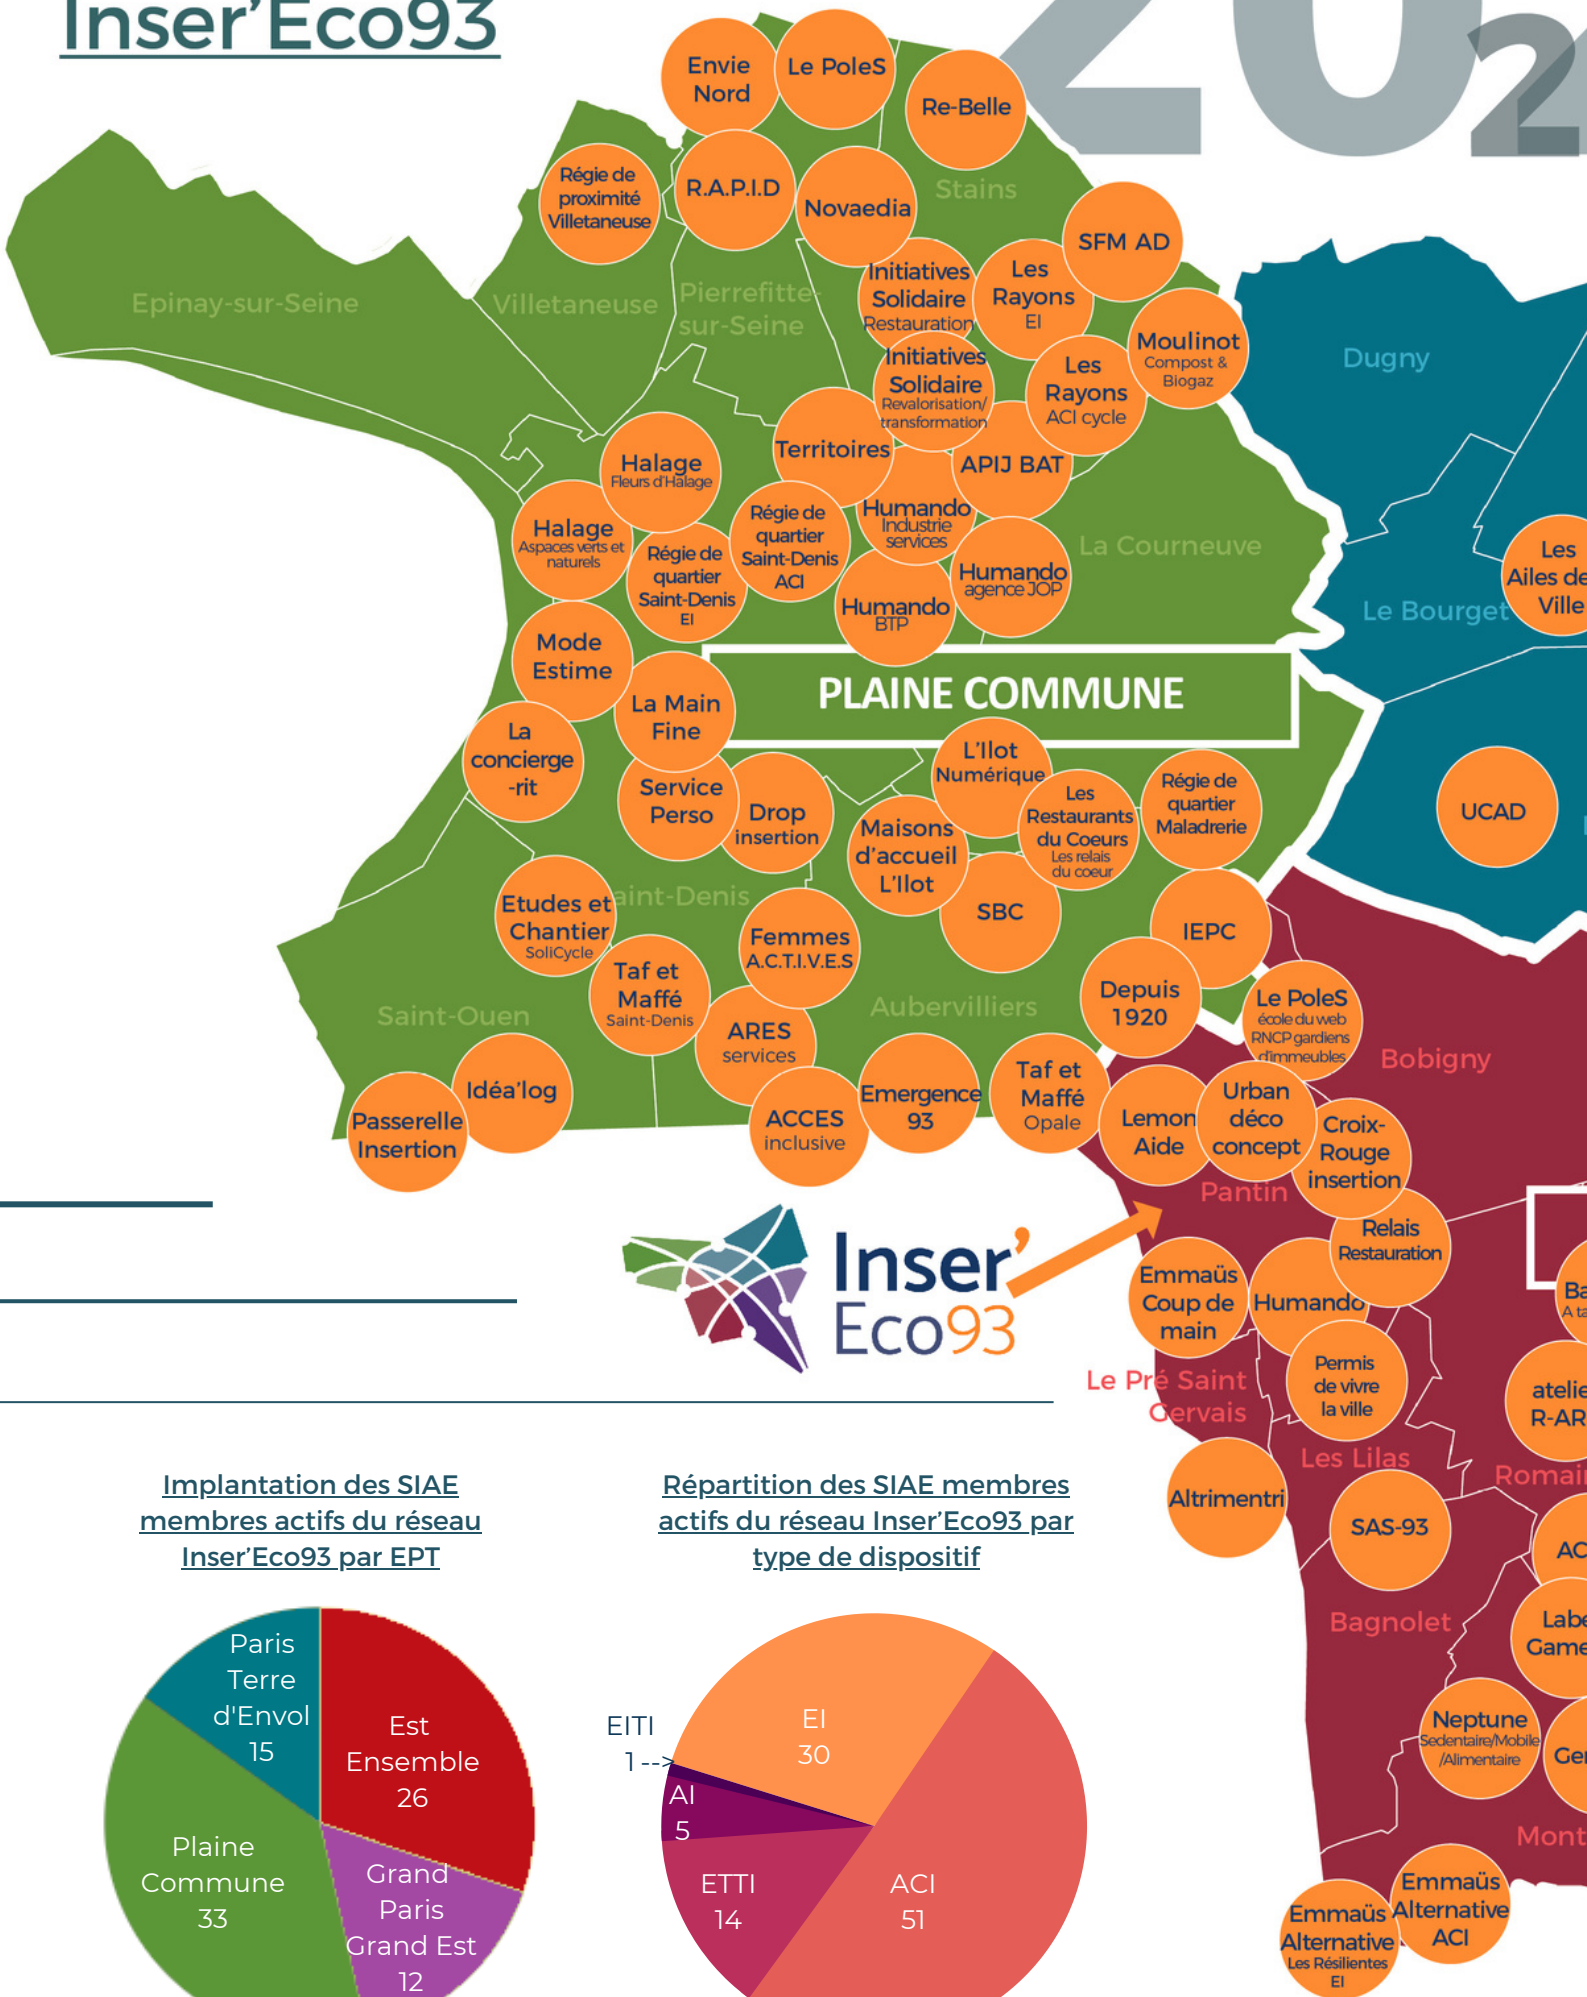 Inser'Eco93
202
Envie
Nord
Le PoleS
Re-Belle
Régie de
proximité
Villetaneuse
R.A.P.I.D
Novaedia
Stains
SFM AD
Epinay-sur-Seine
Villetaneuse
Pierrefitte-
sur-Seine
Initiatives
Solidaire
Restauration
Les
Rayons
EI
Moulinot
Compost &
Biogaz
Dugny
Initiatives
Solidaire
Revalorisation/
transformation
Les
Rayons
ACI cycle
Territoires
APIJ BAT
Halage
Fleurs d'Halage
Halage
Aspaces verts et
naturels
Régie de
quartier
Saint-Denis
EI
Régie de
quartier
Saint-Denis
ACI
Humando
Industrie
services
Humando
agence JOP
Humando
BTP
La Courneuve
Le Bourget
Les
Ailes de
Ville
Mode
Estime
La Main
Fine
PLAINE COMMUNE
La
concierge
-rit
Service
Perso
Drop
insertion
L'Ilot
Numérique
Maisons
d'accueil
L'Ilot
Les
Restaurants
du Coeurs
Les relais
du coeur
Régie de
quartier
Maladrerie
UCAD
Etudes et
Chantier
SoliCycle
aint-Denis
SBC
IEPC
Femmes
A.C.T.I.V.E.S
Taf et
Maffé
Saint-Denis
Saint-Ouen
Aubervilliers
Depuis
1920
Le PoleS
école du web
RNCP gardiens
d'immeubles
Bobigny
ARES
services
Idéa'log
Passerelle
Insertion
ACCES
inclusive
Emergence
93
Taf et
Maffé
Opale
Lemon
Aide
Urban
déco
concept
Croix-
Rouge
insertion
Pantin
Relais
Restauration
Inser'
Eco93
Emmaüs
Coup de
main
Humando
Ba
A ta
Permis
de vivre
la ville
Le Pré Saint
Gervais
atelie
R-AR
Les Lilas
Romai
Altrimentri
SAS-93
AC
Bagnolet
Labe
Game
Neptune
Sedentaire/Mobile
/Alimentaire
Ge
Mont
Emmaüs
Alternative
ACI
Emmaüs
Alternative
Les Résilientes
EI
Implantation des SIAE
membres actifs du réseau
Inser'Eco93 par EPT
Paris
Terre
d'Envol
15
Est
Ensemble
26
Plaine
Commune
33
Grand
Paris
Grand Est
12
Répartition des SIAE membres
actifs du réseau Inser'Eco93 par
type de dispositif
EITI
1 -->
EI
30
AI
5
ETTI
14
ACI
51